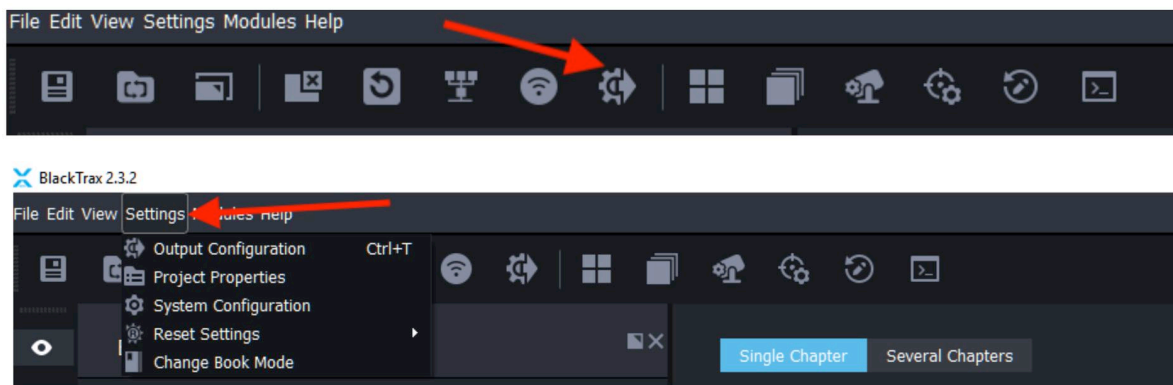 File Edit View Settings Modules Help
BlackTrax 2.3.2
File Edit View Settings Help
Output Configuration Ctrl+T
Project Properties
System Configuration
Reset Settings
Change Book Mode
Single Chapter Several Chapters